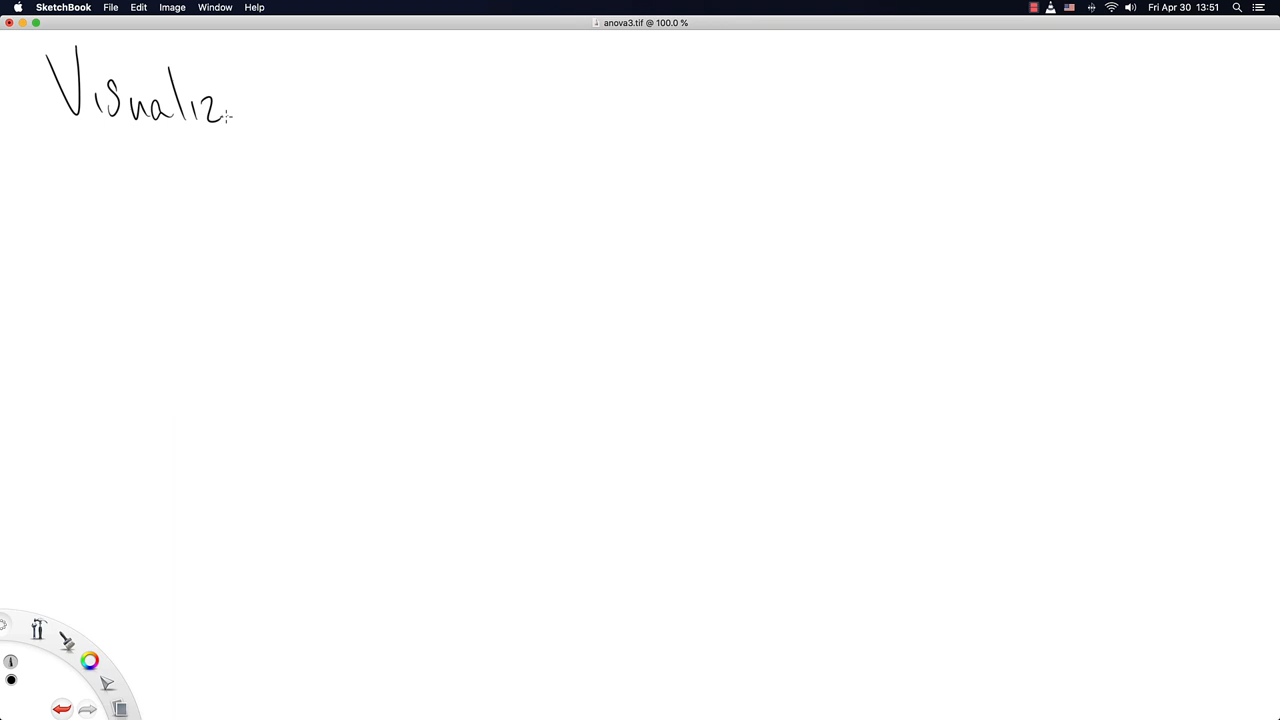 SketchBook File Edit Image Window Help Fri Apr 30 13:51
anova3.tif @ 100.0 %
Visualiz